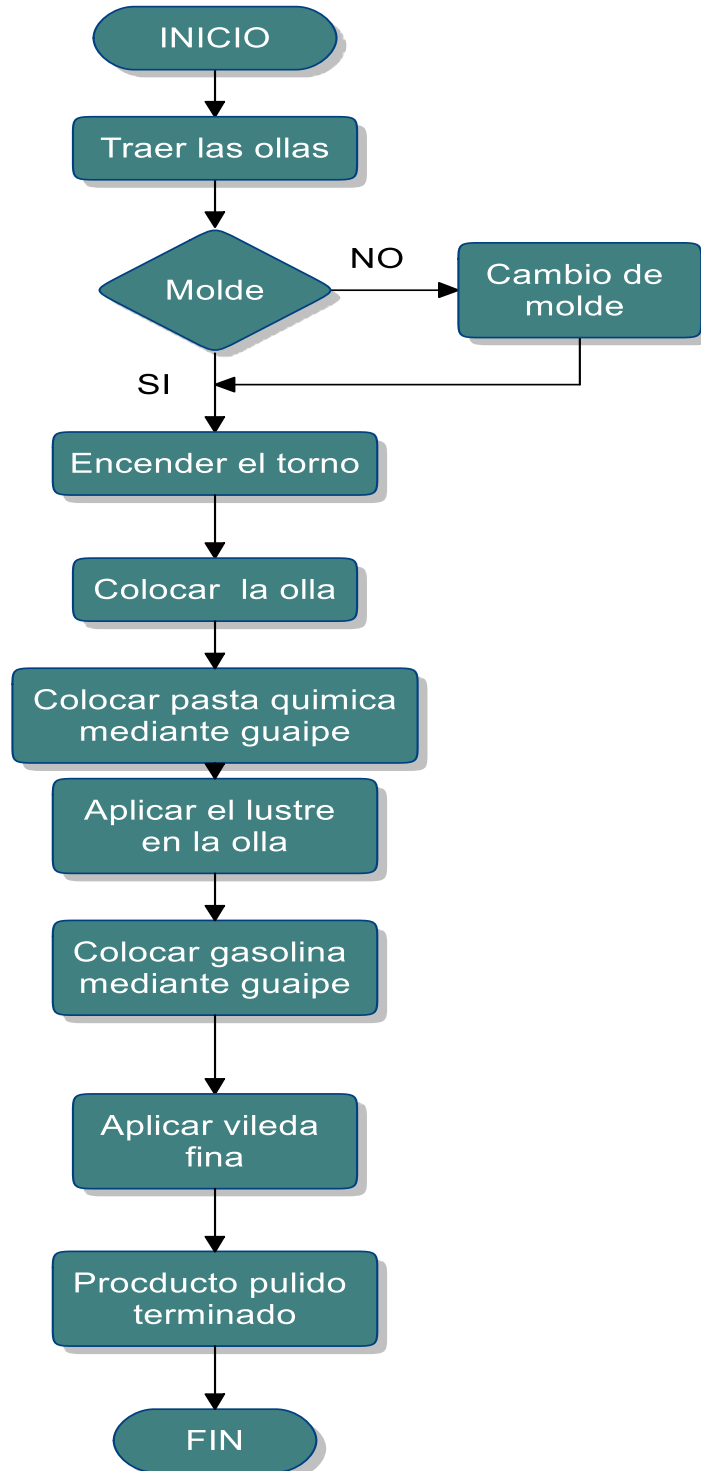 INICIO
Traer las ollas
Molde
NO
Cambio de
molde
SI
Encender el torno
Colocar la olla
Colocar pasta quimica
mediante guaipe
Aplicar el lustre
en la olla
Colocar gasolina
mediante guaipe
Aplicar vileda
fina
Procducto pulido
terminado
FIN